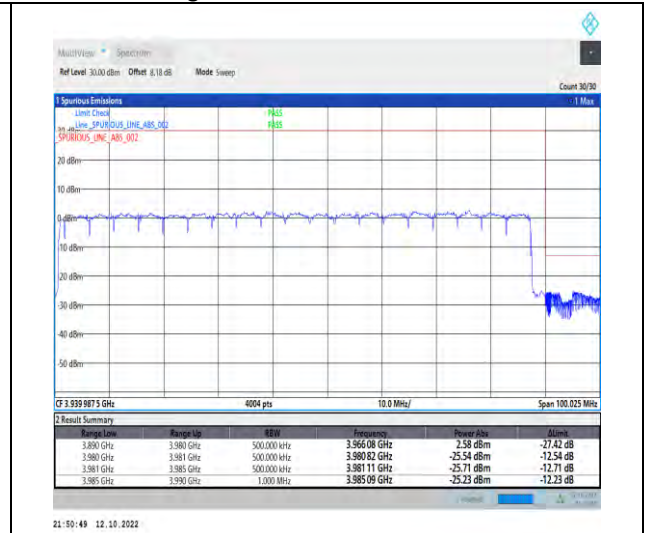 MultiView Spectrum
Ref Level 30.00 dBm Offset 8.18 dB Mode Sweep
Count 30/30
1 Spurious Emissions 1 Max
Limit Check PASS
Line _SPURIOUS_LINE_ABS_002 PASS
_SPURIOUS_LINE_ABS_002
20 dBm
10 dBm
0 dBm
-10 dBm
-20 dBm
-30 dBm
-40 dBm
-50 dBm
CF 3.939 987 5 GHz 4004 pts 10.0 MHz/ Span 100.025 MHz
2 Result Summary
Range Low Range Up RBW Frequency Power Abs ΔLimit
3.890 GHz 3.980 GHz 500.000 kHz 3.966 08 GHz 2.58 dBm -27.42 dB
3.980 GHz 3.981 GHz 500.000 kHz 3.980 82 GHz -25.54 dBm -12.54 dB
3.981 GHz 3.985 GHz 500.000 kHz 3.981 11 GHz -25.71 dBm -12.71 dB
3.985 GHz 3.990 GHz 1.000 MHz 3.985 09 GHz -25.23 dBm -12.23 dB
21:50:49 12.10.2022